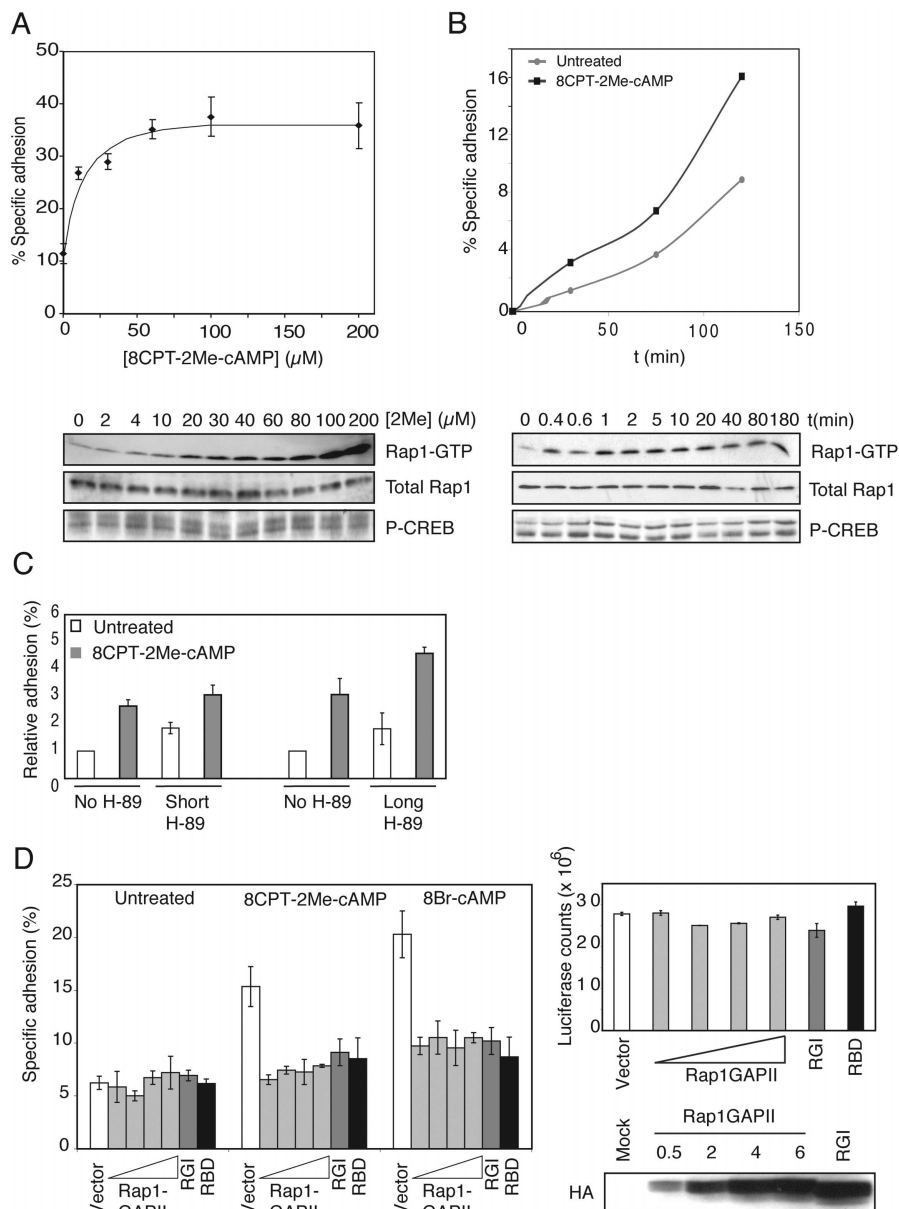 A
B
50
40
30
20
10
0
% Specific adhesion
0 50 100 150 200
[8CPT-2Me-cAMP] (µM)
16
12
8
4
0
% Specific adhesion
Untreated
8CPT-2Me-cAMP
0 50 100 150
t (min)
0 2 4 10 20 30 40 60 80 100 200 [2Me] (µM)
Rap1-GTP
Total Rap1
P-CREB
0 0.4 0.6 1 2 5 10 20 40 80 180 t(min)
Rap1-GTP
Total Rap1
P-CREB
C
6
5
4
3
2
1
0
Relative adhesion (%)
Untreated
8CPT-2Me-cAMP
No H-89
Short
H-89
No H-89
Long
H-89
D
25
20
15
10
5
0
Specific adhesion (%)
Untreated
8CPT-2Me-cAMP
8Br-cAMP
Vector
Rap1-
GAPII
RGI
RBD
Vector
Rap1-
GAPII
RGI
RBD
Vector
Rap1-
GAPII
RGI
RBD
Luciferase counts (x 10⁶)
30
20
10
0
Vector
Rap1GAPII
RGI
RBD
Mock
Rap1GAPII
0.5 2 4 6
RGI
HA